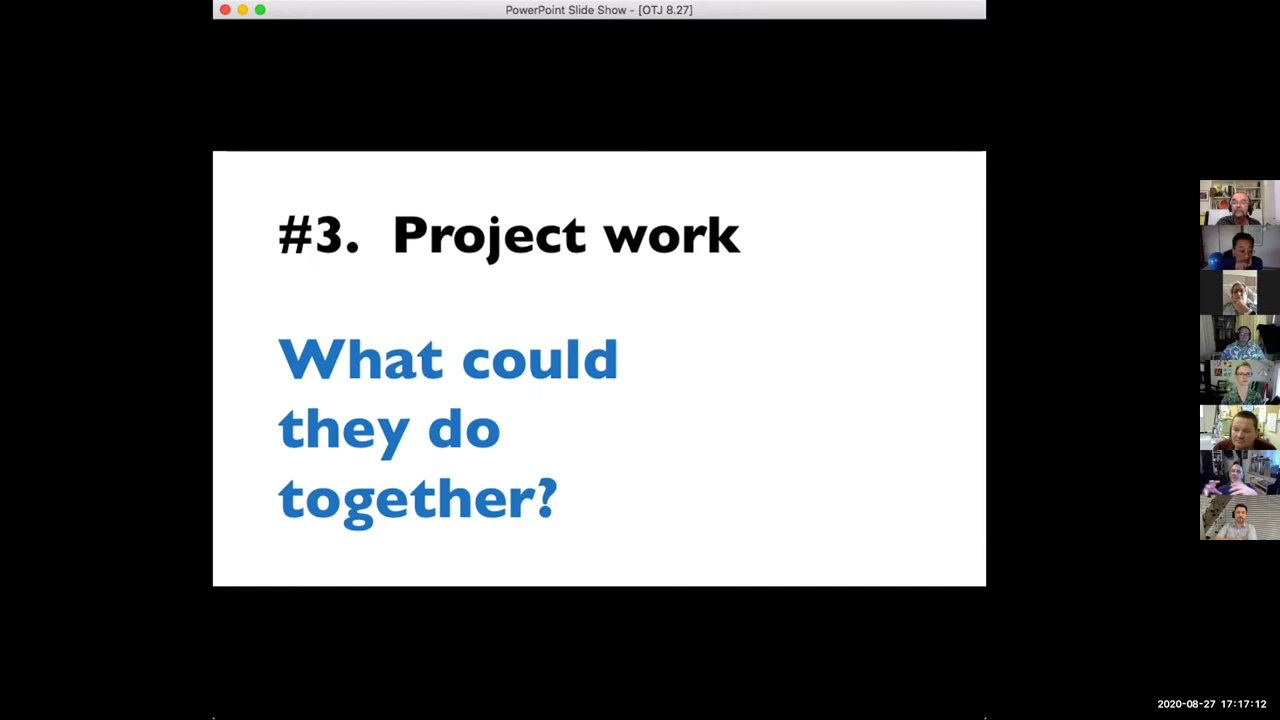 PowerPoint Slide Show - [OTJ 8.27]
#3. Project work
What could
they do
together?
2020-08-27 17:17:12